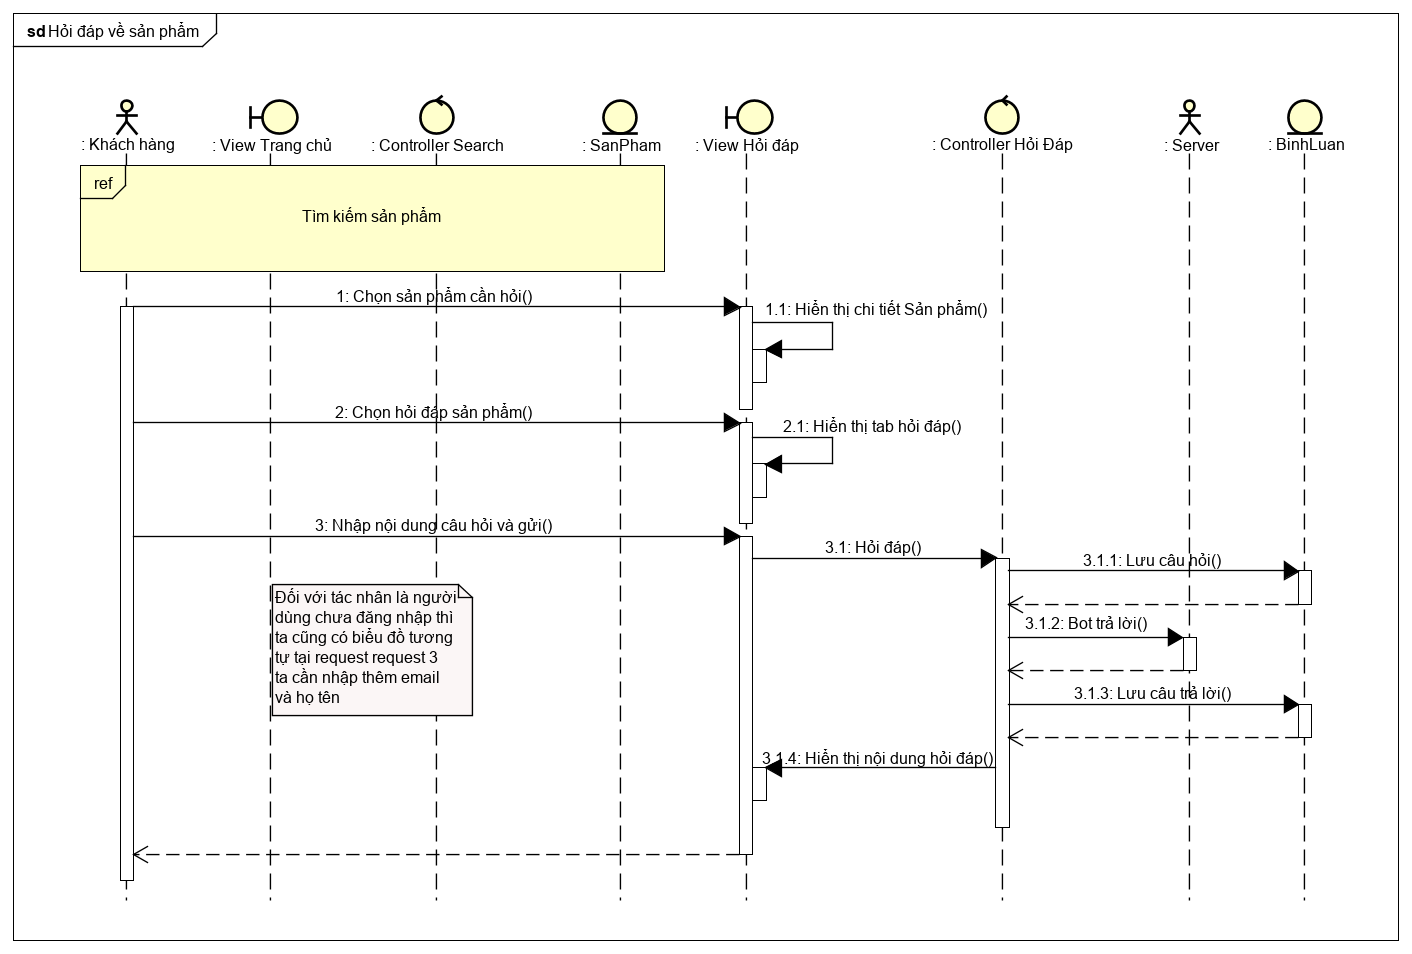 sd Hỏi đáp về sản phẩm
: Khách hàng
: View Trang chủ
: Controller Search
: SanPham
: View Hỏi đáp
: Controller Hỏi Đáp
: Server
: BinhLuan
ref
Tìm kiếm sản phẩm
1: Chọn sản phẩm cần hỏi()
1.1: Hiển thị chi tiết Sản phẩm()
2: Chọn hỏi đáp sản phẩm()
2.1: Hiển thị tab hỏi đáp()
3: Nhập nội dung câu hỏi và gửi()
3.1: Hỏi đáp()
3.1.1: Lưu câu hỏi()
Đối với tác nhân là người
dùng chưa đăng nhập thì
ta cũng có biểu đồ tương
tự tại request request 3
ta cần nhập thêm email
và họ tên
3.1.2: Bot trả lời()
3.1.3: Lưu câu trả lời()
3.1.4: Hiển thị nội dung hỏi đáp()